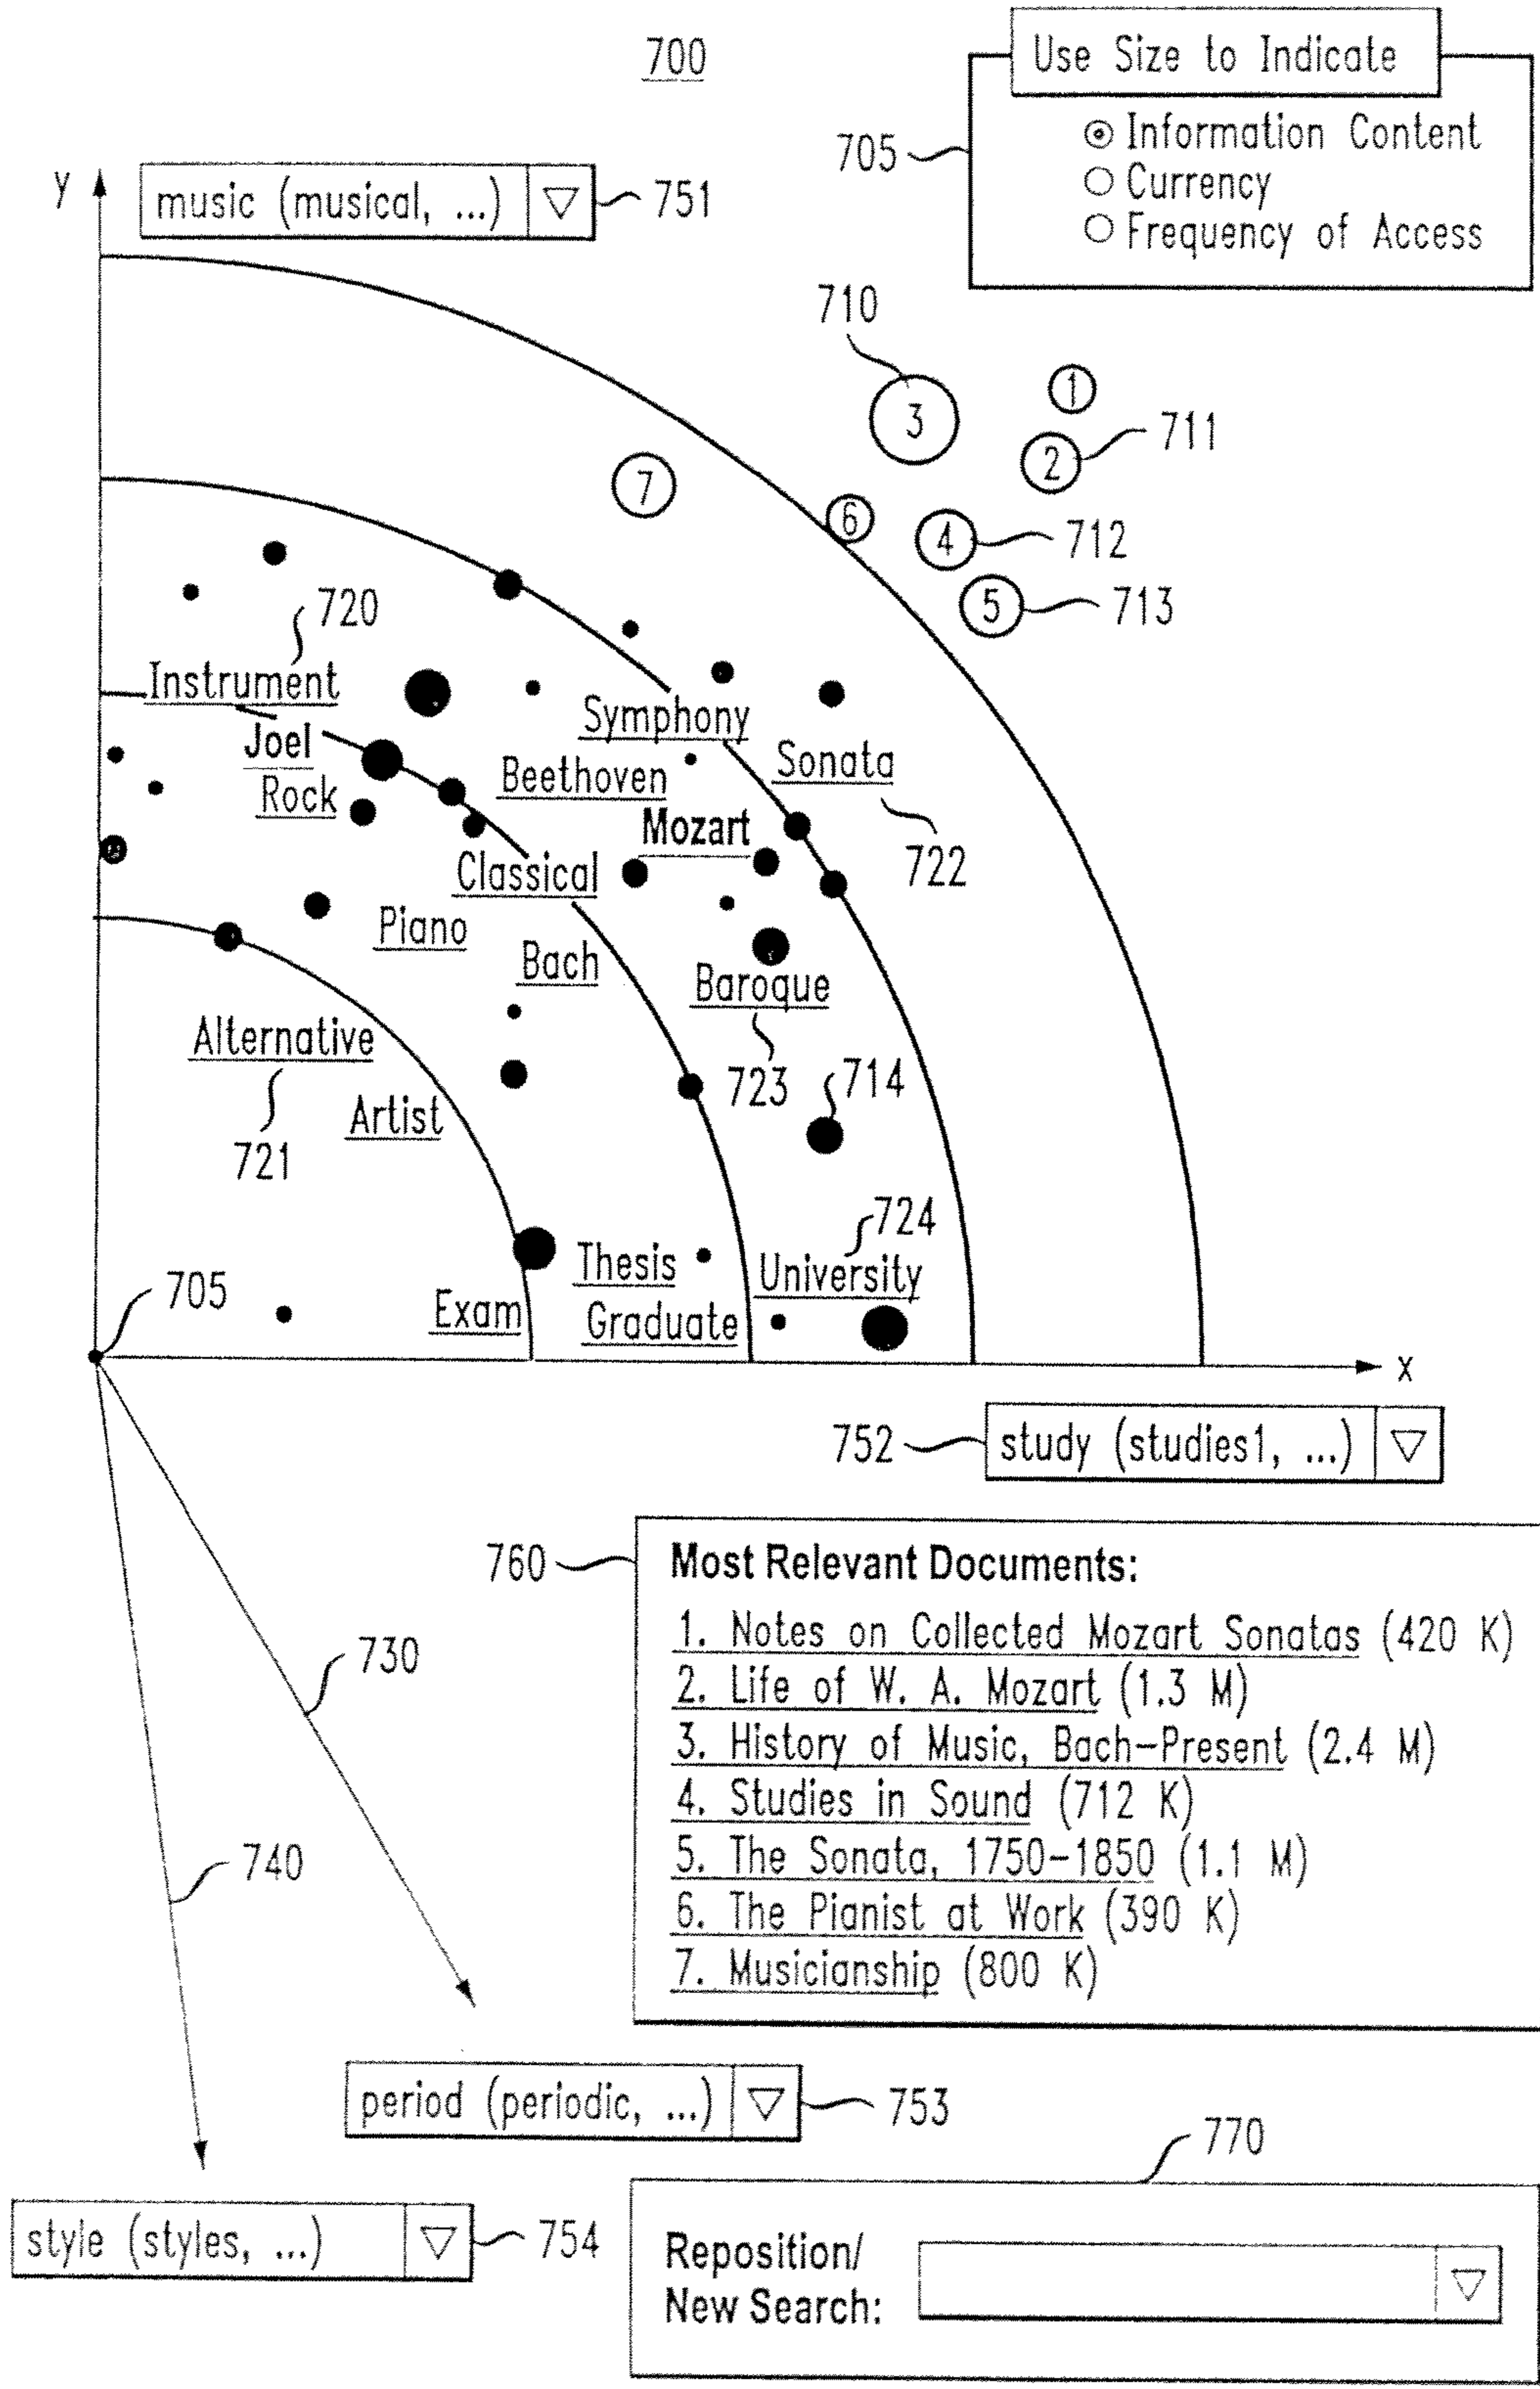 700
Use Size to Indicate
705
Information Content
Currency
Frequency of Access
y
music (musical, ...)
751
710
3
1
2
711
7
6
4
712
5
713
720
Instrument
Symphony
Joel
Sonata
Beethoven
Rock
Mozart
722
Classical
Piano
Bach
Baroque
Alternative
723
714
Artist
721
724
Thesis
University
705
Exam
Graduate
x
752
study (studies1, ...)
760
Most Relevant Documents:
1. Notes on Collected Mozart Sonatas (420 K)
2. Life of W. A. Mozart (1.3 M)
3. History of Music, Bach-Present (2.4 M)
4. Studies in Sound (712 K)
5. The Sonata, 1750-1850 (1.1 M)
6. The Pianist at Work (390 K)
7. Musicianship (800 K)
730
740
period (periodic, ...)
753
770
style (styles, ...)
754
Reposition/
New Search: